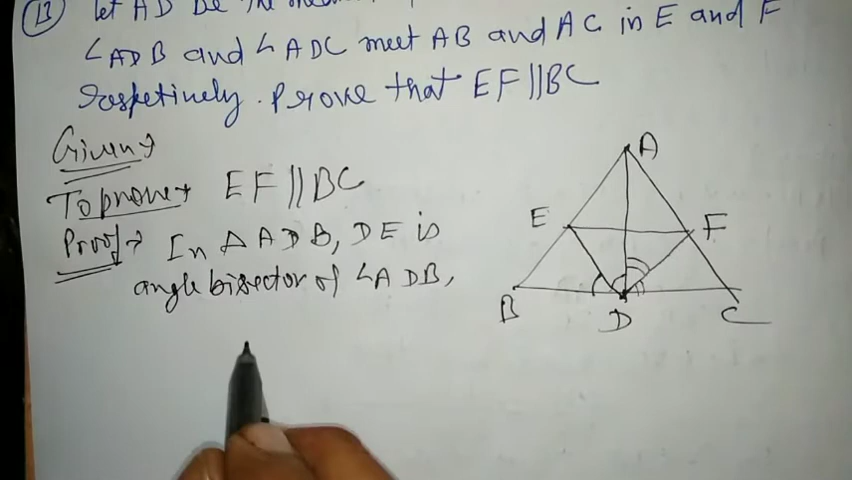 (13) let AD be the
∠ADB and ∠ADC meet AB and AC in E and F
respetively. Prove that EF||BC
Given→
To prove→ EF||BC
Proof→ In △ADB, DE is
angle bisector of ∠ADB,
A
E
F
B
D
C